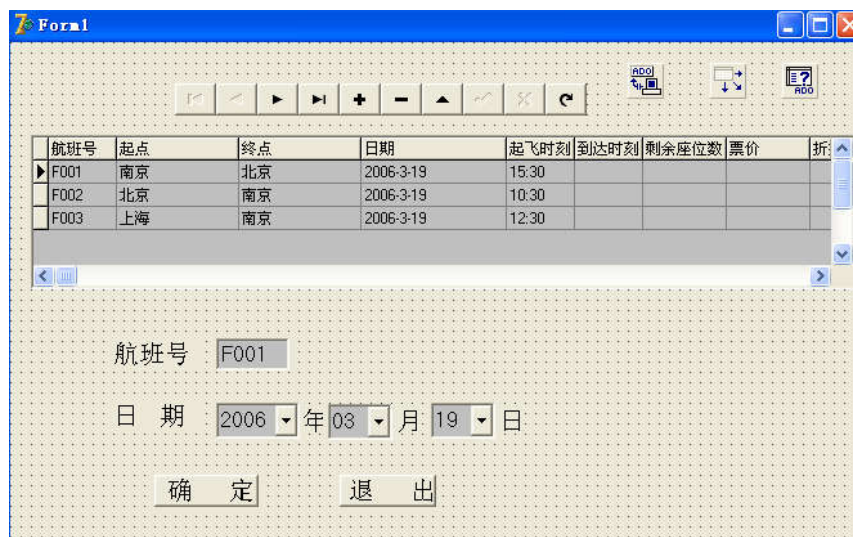 Form1
ADO
ADO
航班号 起点 终点 日期 起飞时刻 到达时刻 剩余座位数 票价
F001 南京 北京 2006-3-19 15:30
F002 北京 南京 2006-3-19 10:30
F003 上海 南京 2006-3-19 12:30
航班号 F001
日 期 2006 年 03 月 19 日
确 定 退 出